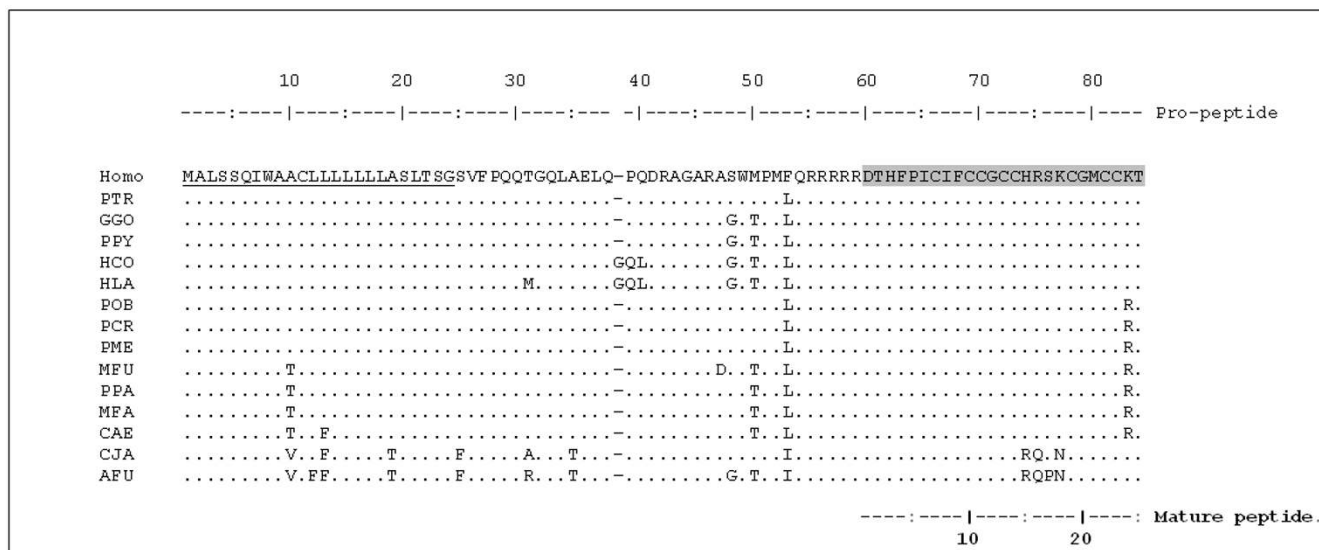 10 20 30 40 50 60 70 80
----:----|----:----|----:----|----:--- -|----:----|----:----|----:----|----:----|---- Pro-peptide
Homo MALSSQIWAACLLLLLLLASLTSGSVFPQQTGQLAELQ-PQDRAGARASWMPMFQRRRRRDTHFPICIFCCGCCHRSKCGMCCKT
PTR ......................................-..............L...............................
GGO ......................................-.........G.T..L...............................
PPY ......................................-.........G.T..L...............................
HCO ......................................GQL.......G.T..L...............................
HLA ..............................M.......GQL.......G.T..L...............................
POB ......................................-..............L.............................R.
PCR ......................................-..............L.............................R.
PME ......................................-..............L.............................R.
MFU .........T............................-........D..T..L.............................R.
PPA .........T............................-...........T..L.............................R.
MFA .........T............................-...........T..L.............................R.
CAE .........T..F.........................-...........T..L.............................R.
CJA .........V..F.....T.....F.....A...T...-..............I....................RQ.N.......
AFU .........V.FF.....T.....F.....R...T...-.........G.T..I....................RQPN.......
----:----|----:----|----: Mature peptide.
10 20